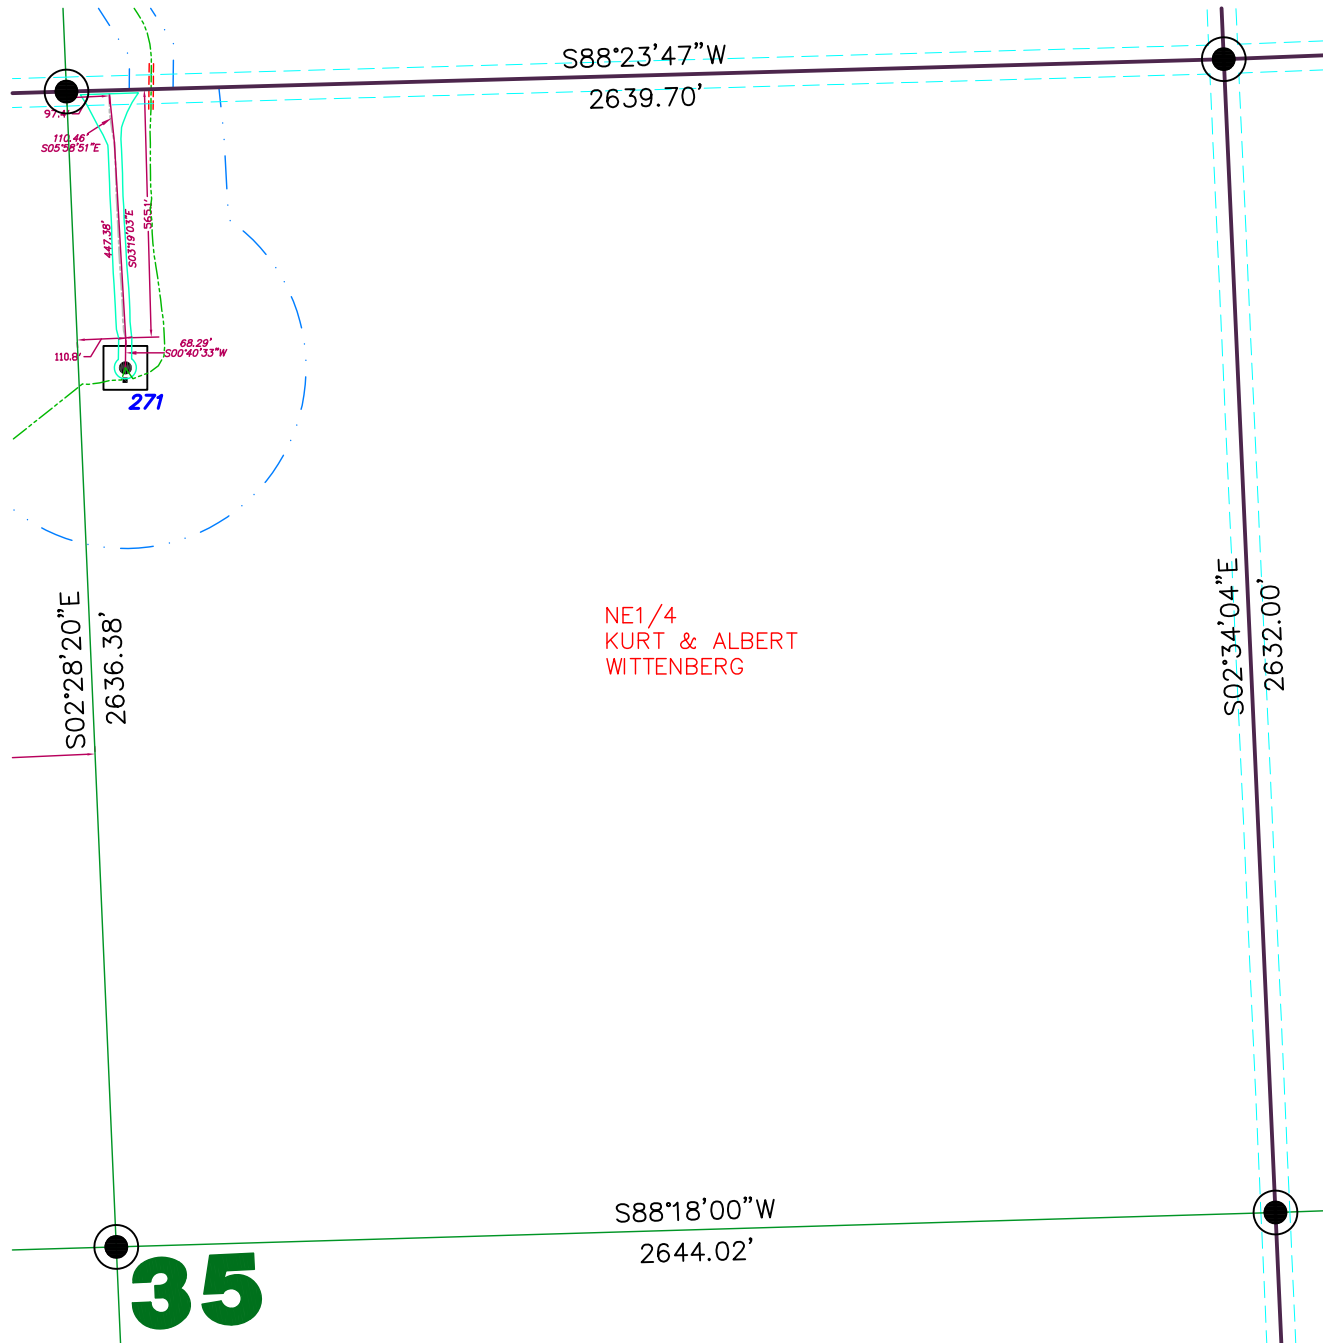 S88°23'47"W
2639.70'
97.4'
110.46'
S05°58'51"E
447.38'
S03°19'03"E
565.1'
68.29'
S00°40'33"W
110.8'
271
S02°28'20"E
2636.38'
NE1/4
KURT & ALBERT
WITTENBERG
S02°34'04"E
2632.00'
S88°18'00"W
2644.02'
35